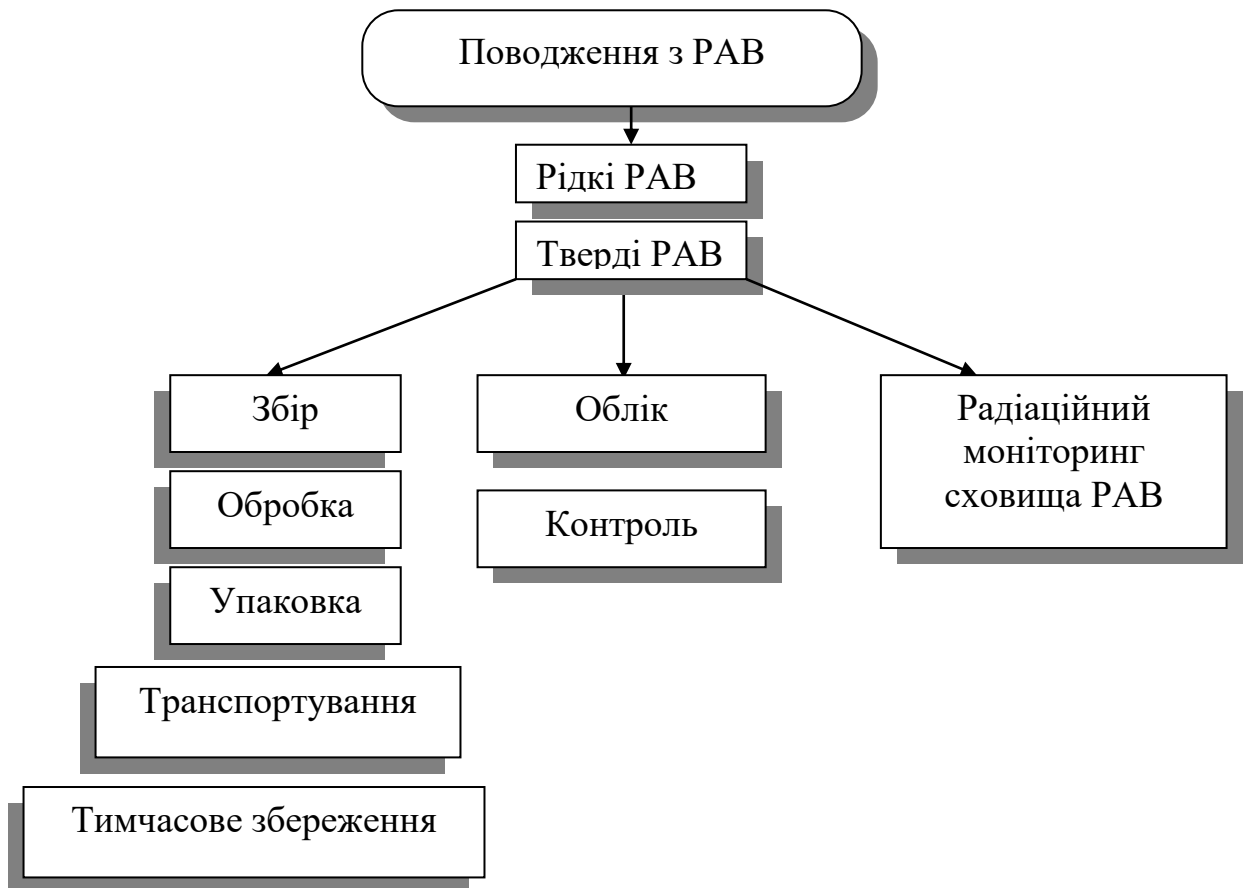 Поводження з РАВ
Рідкі РАВ
Тверді РАВ
Збір
Обробка
Упаковка
Транспортування
Тимчасове збереження
Облік
Контроль
Радіаційний
моніторинг
сховища РАВ